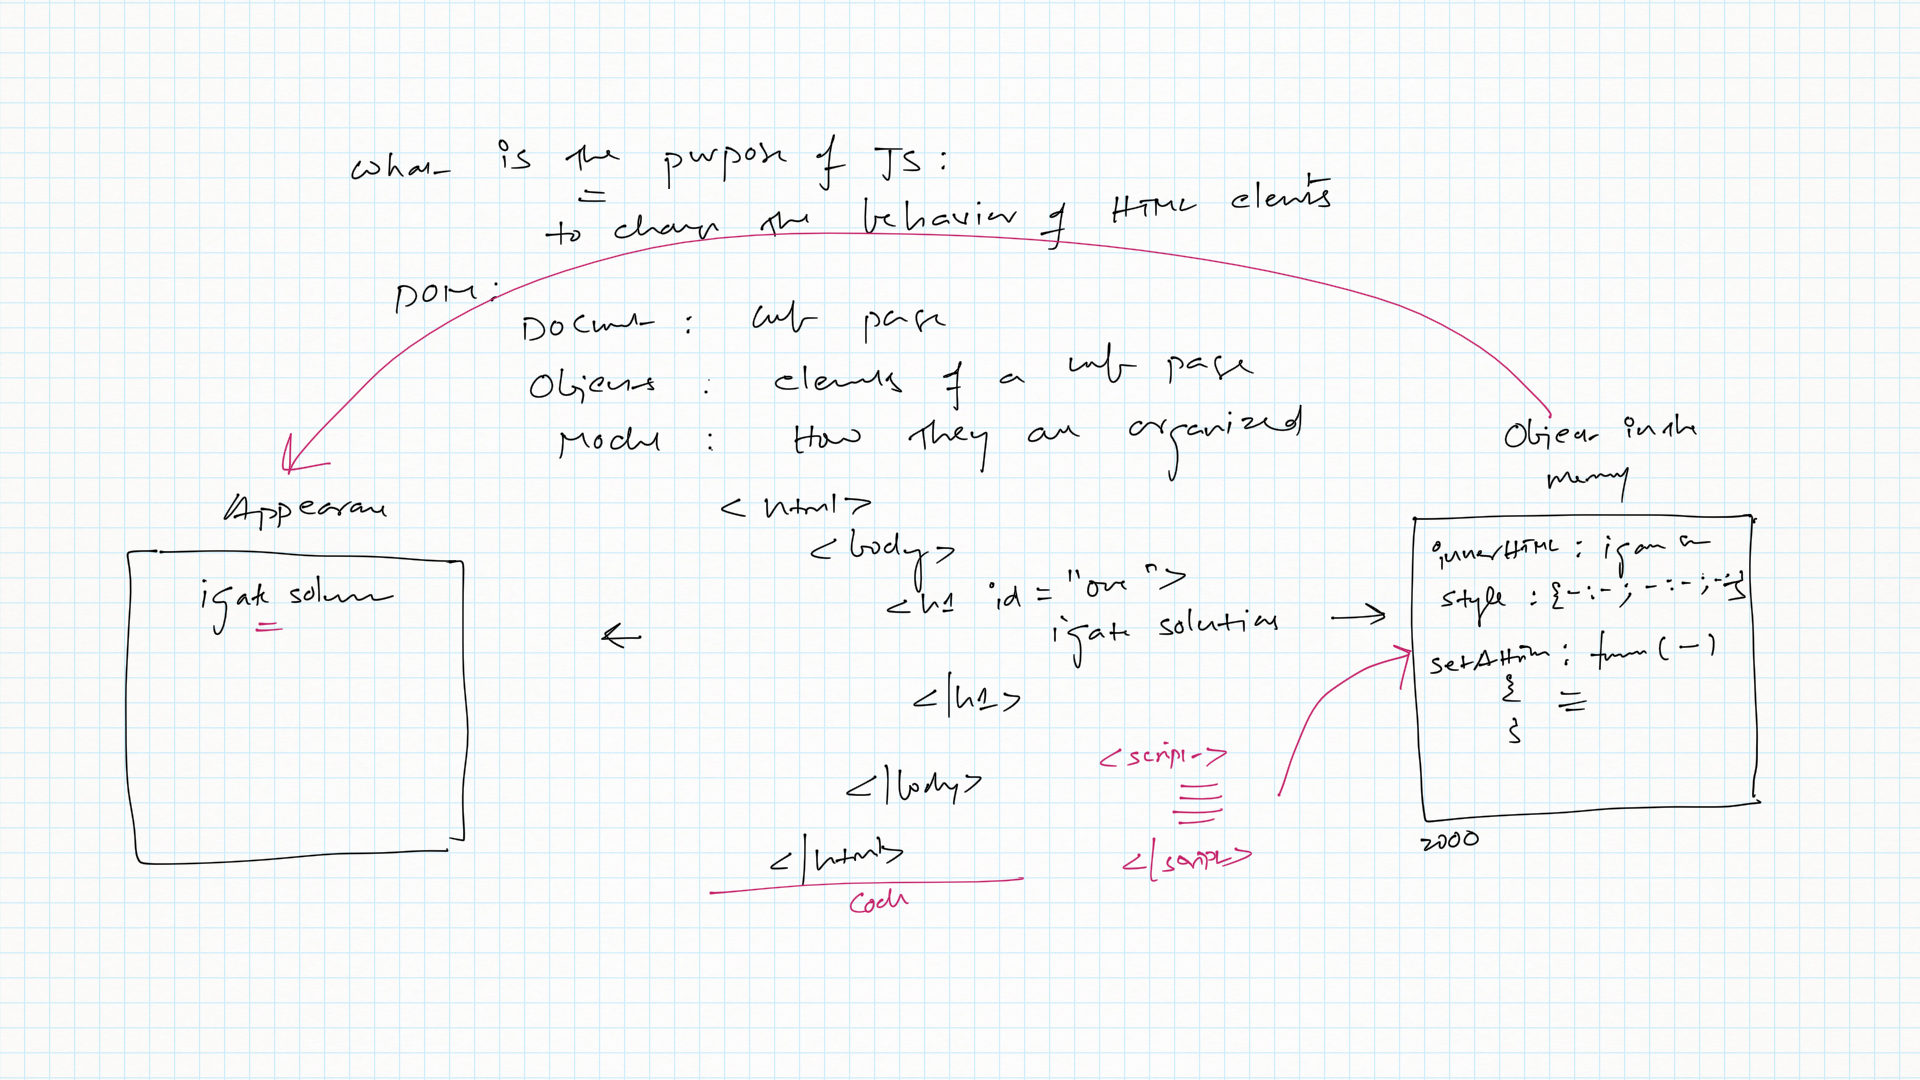 what is the purpose of JS:
to change the behavior of HTML elements
DOM:
Document : web page
Objects : elements of a web page
Model : How they are organized
Appearance
igate solution
<html>
<body>
<h1 id = "one">
igate solutions
</h1>
</body>
</html>
Code
<script>
</script>
Object in the
memory
innerHTML : igate
style : {-:-; -:-; -:-}
setAttribute : func (-)
{
}
2000